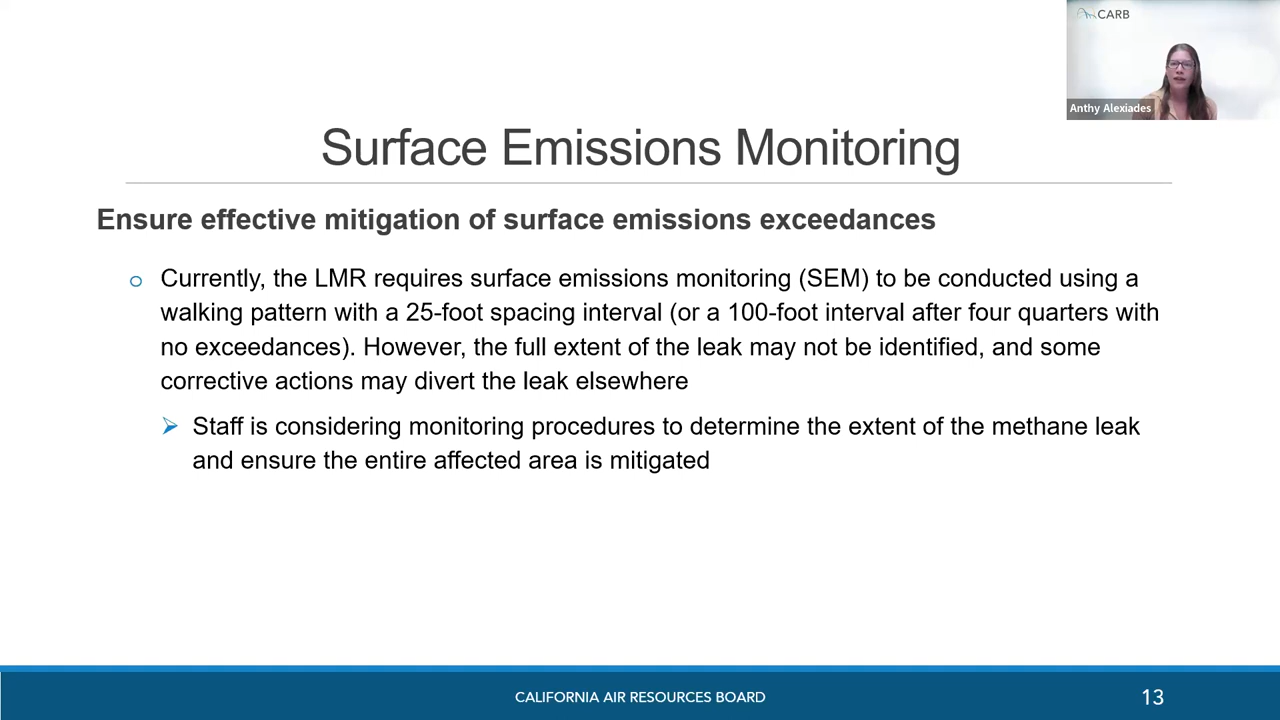 CARB
Anthy Alexiades
Surface Emissions Monitoring
Ensure effective mitigation of surface emissions exceedances
Currently, the LMR requires surface emissions monitoring (SEM) to be conducted using a
walking pattern with a 25-foot spacing interval (or a 100-foot interval after four quarters with
no exceedances). However, the full extent of the leak may not be identified, and some
corrective actions may divert the leak elsewhere
Staff is considering monitoring procedures to determine the extent of the methane leak
and ensure the entire affected area is mitigated
CALIFORNIA AIR RESOURCES BOARD
13